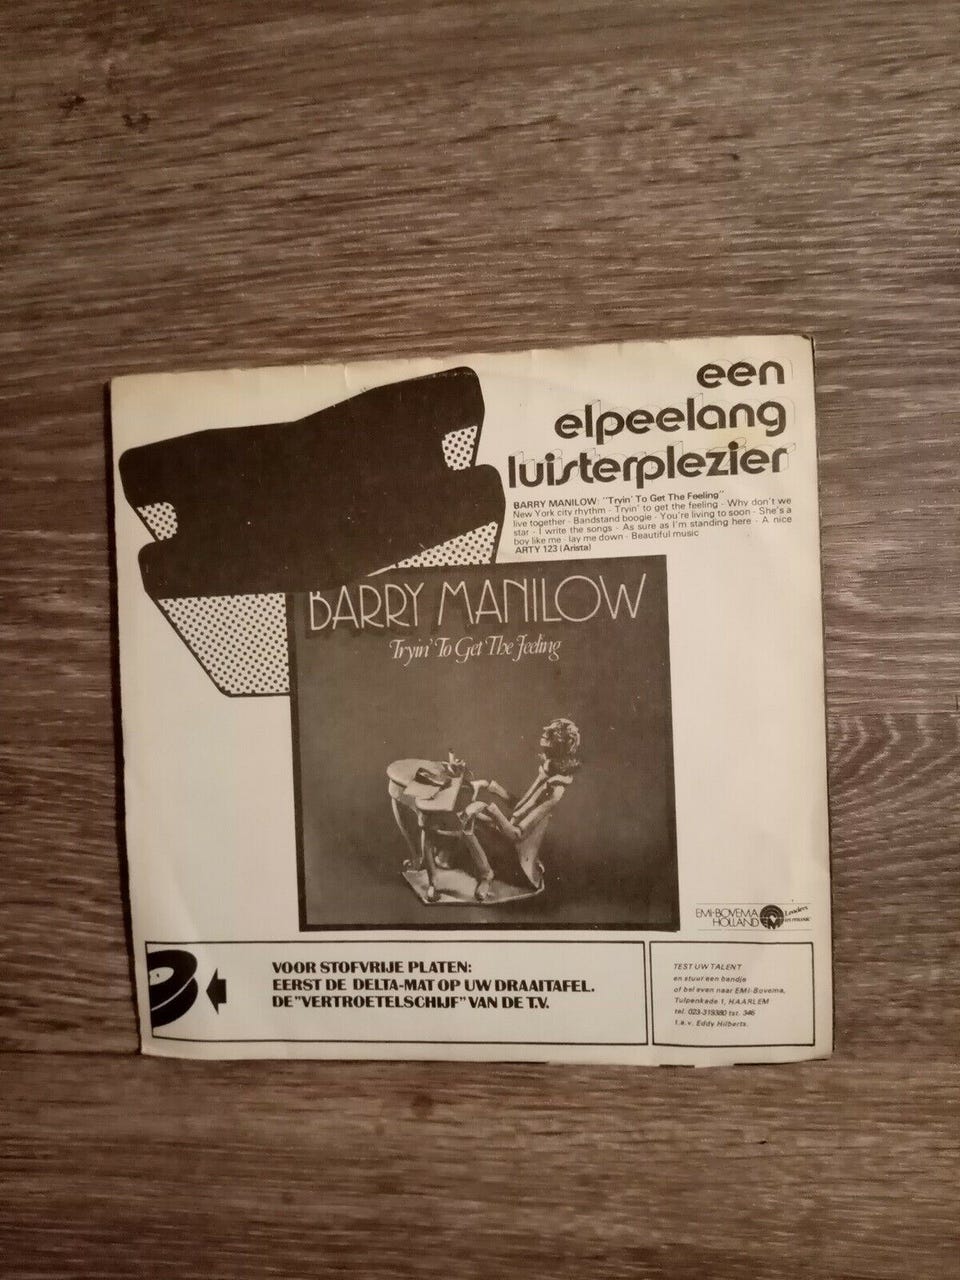 een
elpeelang
luisterplezier
BARRY MANILOW: "Tryin' To Get The Feeling"
New York city rhythm - Tryin' to get the feeling - Why don't we
live together - Bandstand boogie - You're living to soon - She's a
star - I write the songs - As sure as I'm standing here - A nice
boy like me - lay me down - Beautiful music
ARTY 123 (Arista)
BARRY MANILOW
Tryin' To Get The Feeling
EMI-BOVEMA
HOLLAND
EMI
Leaders
in music
VOOR STOFVRIJE PLATEN:
EERST DE DELTA-MAT OP UW DRAAITAFEL.
DE "VERTROETELSCHIJF" VAN DE T.V.
TEST UW TALENT
en stuur een bandje
of bel even naar EMI-Bovema,
Tulpenkade 1, HAARLEM
tel. 023-319380 tst. 346
t.a.v. Eddy Hilberts.